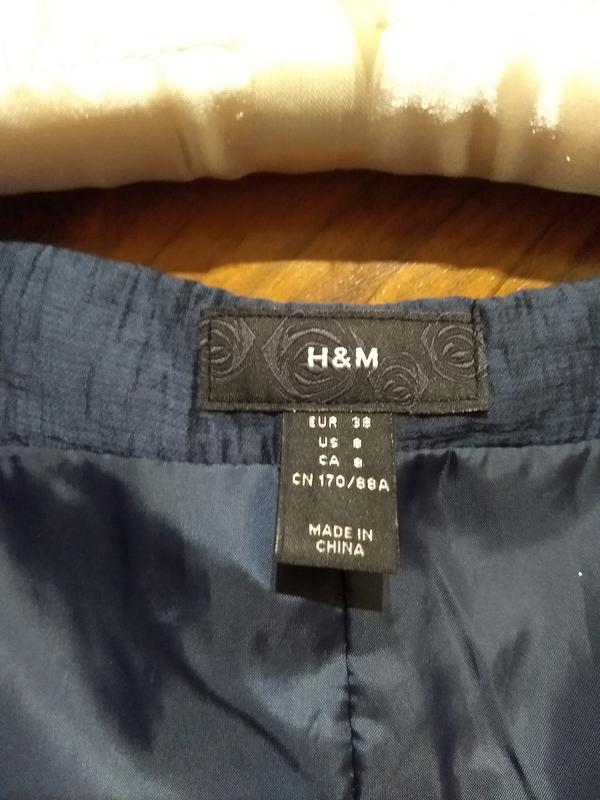 H&M
EUR 38
US 8
CA 8
CN 170/88A
MADE IN
CHINA